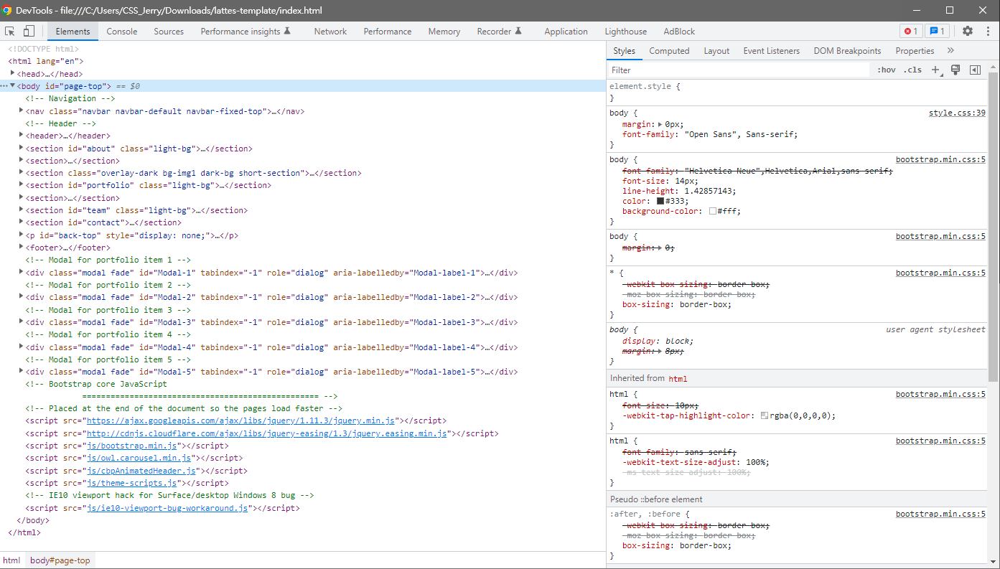 DevTools - file:///C:/Users/CSS_Jerry/Downloads/lattes-template/index.html
Elements Console Sources Performance insights Network Performance Memory Recorder Application Lighthouse AdBlock 1 1
<!DOCTYPE html>
<html lang="en">
<head>…</head>
<body id="page-top"> == $0
<!-- Navigation -->
<nav class="navbar navbar-default navbar-fixed-top">…</nav>
<!-- Header -->
<header>…</header>
<section id="about" class="light-bg">…</section>
<section>…</section>
<section class="overlay-dark bg-img1 dark-bg short-section">…</section>
<section id="portfolio" class="light-bg">…</section>
<section>…</section>
<section id="team" class="light-bg">…</section>
<section id="contact">…</section>
<p id="back-top" style="display: none;">…</p>
<footer>…</footer>
<!-- Modal for portfolio item 1 -->
<div class="modal fade" id="Modal-1" tabindex="-1" role="dialog" aria-labelledby="Modal-label-1">…</div>
<!-- Modal for portfolio item 2 -->
<div class="modal fade" id="Modal-2" tabindex="-1" role="dialog" aria-labelledby="Modal-label-2">…</div>
<!-- Modal for portfolio item 3 -->
<div class="modal fade" id="Modal-3" tabindex="-1" role="dialog" aria-labelledby="Modal-label-3">…</div>
<!-- Modal for portfolio item 4 -->
<div class="modal fade" id="Modal-4" tabindex="-1" role="dialog" aria-labelledby="Modal-label-4">…</div>
<!-- Modal for portfolio item 5 -->
<div class="modal fade" id="Modal-5" tabindex="-1" role="dialog" aria-labelledby="Modal-label-5">…</div>
<!-- Bootstrap core JavaScript
================================================== -->
<!-- Placed at the end of the document so the pages load faster -->
<script src="https://ajax.googleapis.com/ajax/libs/jquery/1.11.3/jquery.min.js"></script>
<script src="http://cdnjs.cloudflare.com/ajax/libs/jquery-easing/1.3/jquery.easing.min.js"></script>
<script src="js/bootstrap.min.js"></script>
<script src="js/owl.carousel.min.js"></script>
<script src="js/cbpAnimatedHeader.js"></script>
<script src="js/theme-scripts.js"></script>
<!-- IE10 viewport hack for Surface/desktop Windows 8 bug -->
<script src="js/ie10-viewport-bug-workaround.js"></script>
</body>
</html>
html body#page-top
Styles Computed Layout Event Listeners DOM Breakpoints Properties »
Filter :hov .cls +
element.style {
}
body { style.css:39
margin: 0px;
font-family: "Open Sans", Sans-serif;
}
body { bootstrap.min.css:5
font-family: "Helvetica Neue",Helvetica,Arial,sans-serif;
font-size: 14px;
line-height: 1.42857143;
color: #333;
background-color: #fff;
}
body { bootstrap.min.css:5
margin: 0;
}
* { bootstrap.min.css:5
-webkit-box-sizing: border-box;
-moz-box-sizing: border-box;
box-sizing: border-box;
}
body { user agent stylesheet
display: block;
margin: 8px;
}
Inherited from html
html { bootstrap.min.css:5
font-size: 10px;
-webkit-tap-highlight-color: rgba(0,0,0,0);
}
html { bootstrap.min.css:5
font-family: sans-serif;
-webkit-text-size-adjust: 100%;
-ms-text-size-adjust: 100%;
}
Pseudo ::before element
:after, :before { bootstrap.min.css:5
-webkit-box-sizing: border-box;
-moz-box-sizing: border-box;
box-sizing: border-box;
}